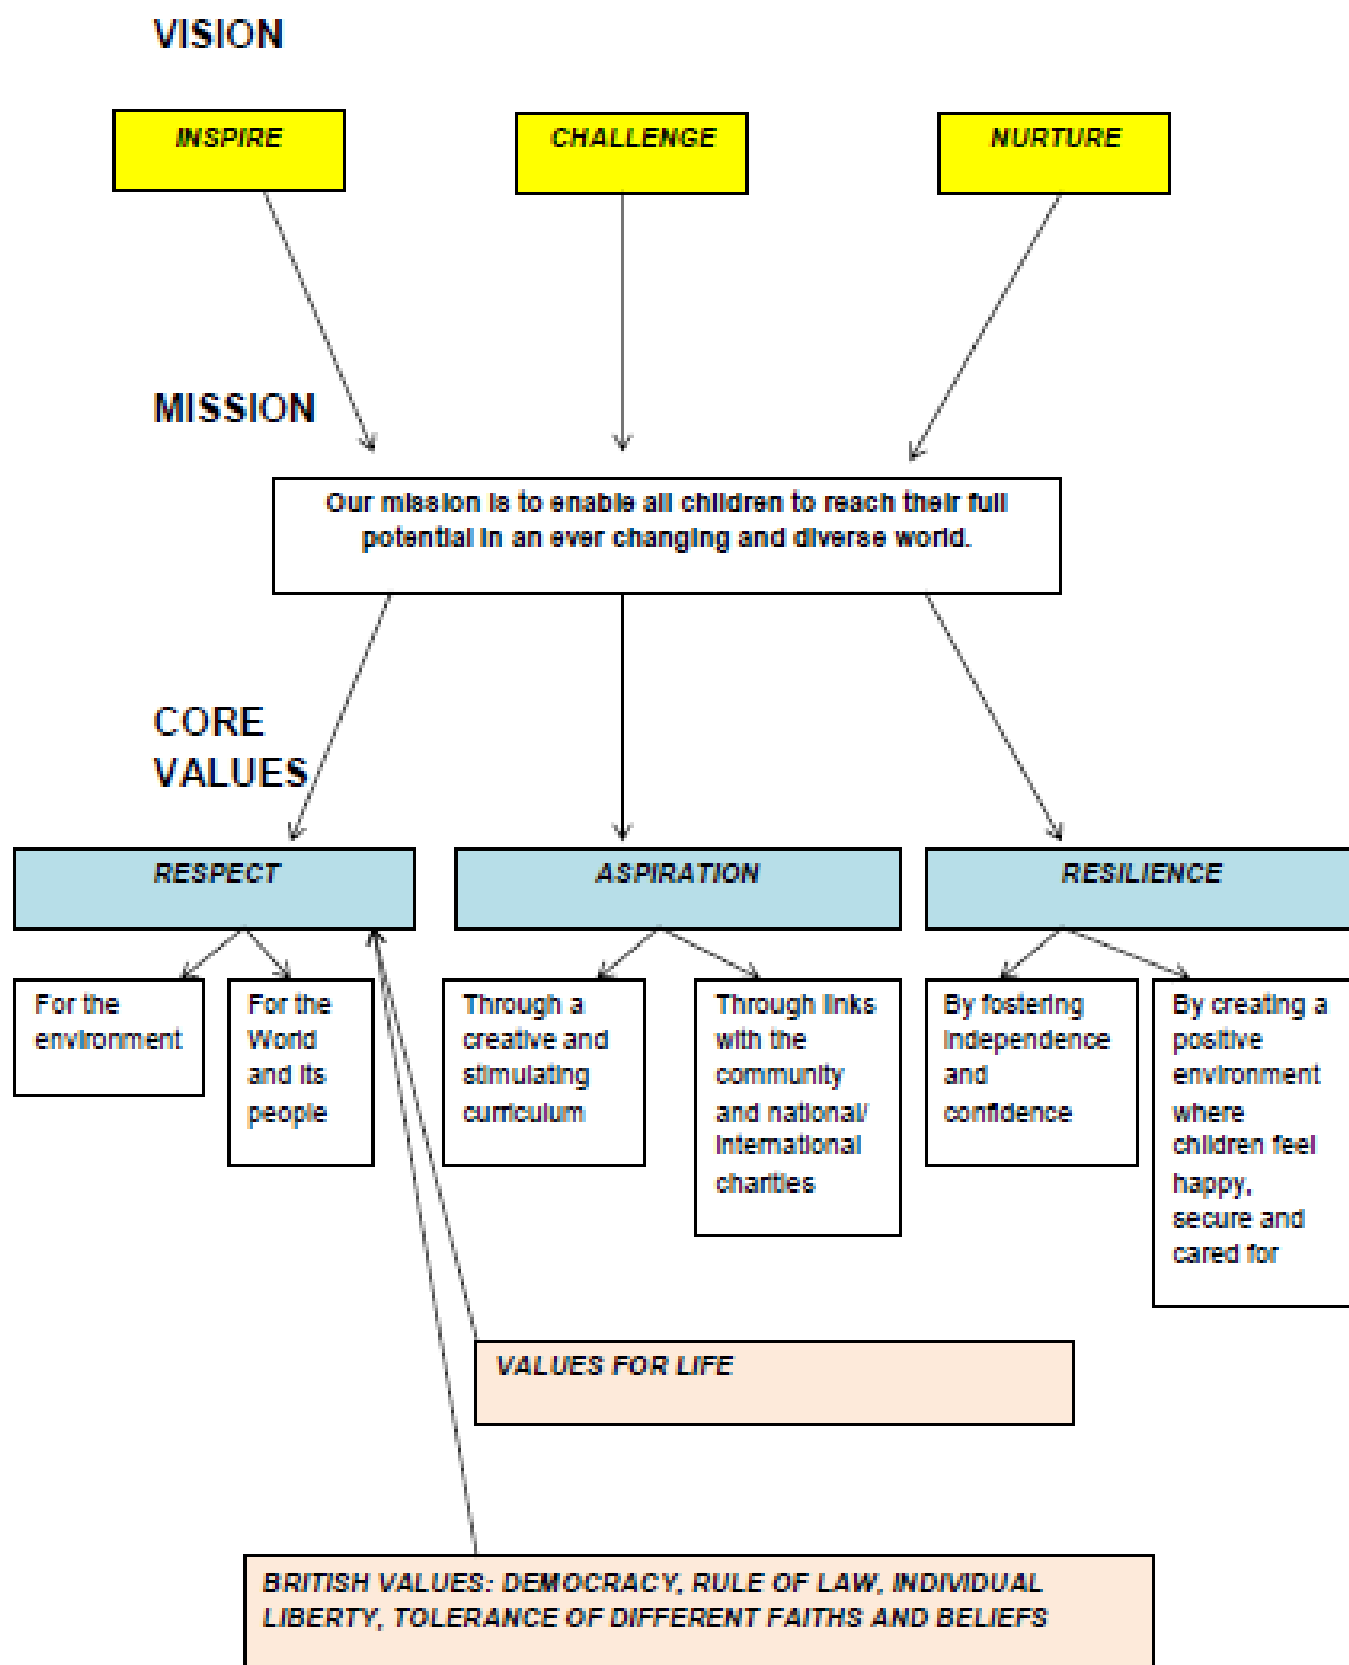 VISION
INSPIRE
CHALLENGE
NURTURE
MISSION
Our mission is to enable all children to reach their full
potential in an ever changing and diverse world.
CORE
VALUES
RESPECT
ASPIRATION
RESILIENCE
For the
environment
For the
World
and its
people
Through a
creative and
stimulating
curriculum
Through links
with the
community
and national/
international
charities
By fostering
independence
and
confidence
By creating a
positive
environment
where
children feel
happy,
secure and
cared for
VALUES FOR LIFE
BRITISH VALUES: DEMOCRACY, RULE OF LAW, INDIVIDUAL
LIBERTY, TOLERANCE OF DIFFERENT FAITHS AND BELIEFS